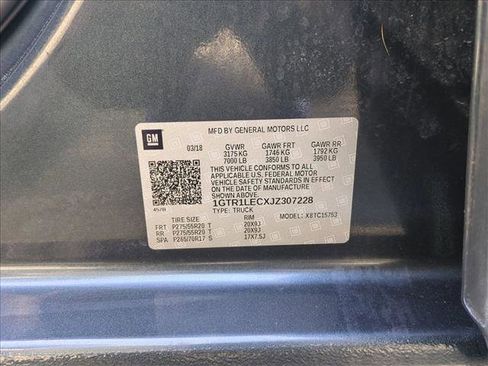 MFD BY GENERAL MOTORS LLC
GM
03/18 GVWR GAWR FRT GAWR RR
3175 KG 1746 KG 1792 KG
7000 LB 3850 LB 3950 LB
THIS VEHICLE CONFORMS TO ALL
APPLICABLE U.S. FEDERAL MOTOR
VEHICLE SAFETY STANDARDS IN EFFECT
ON THE DATE OF MANUFACTURE
SHOWN ABOVE.
1GTR1LECXJZ307228
TYPE: TRUCK
TIRE SIZE RIM MODEL:
FRT P275/55R20 T 20X9J
RR P275/55R20 T 20X9J
SPA P265/70R17 S 17X7.5J